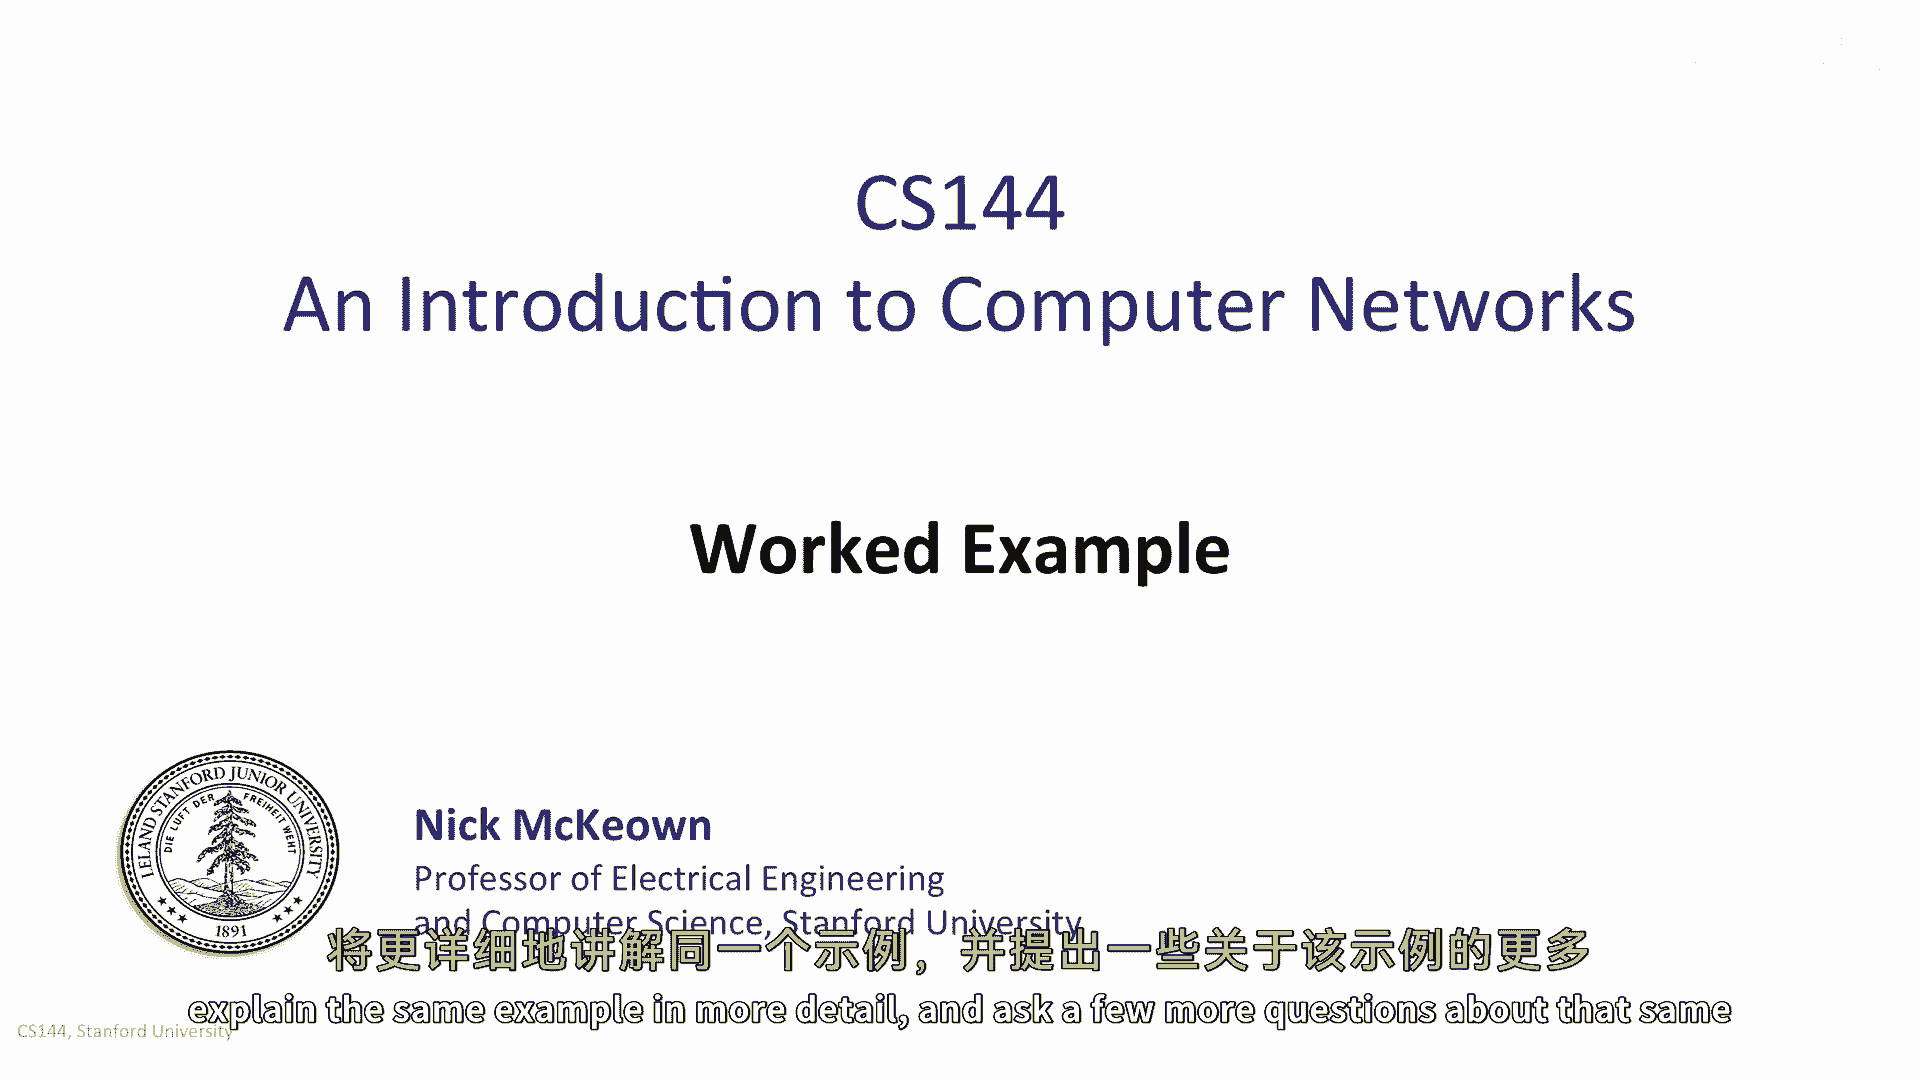 CS144
An Introduction to Computer Networks
Worked Example
LELAND STANFORD JUNIOR UNIVERSITY
DIE LUFT DER FREIHEIT WEHT
1891
Nick McKeown
Professor of Electrical Engineering
and Computer Science, Stanford University
将更详细地讲解同一个示例，并提出一些关于该示例的更多
explain the same example in more detail, and ask a few more questions about that same
CS144, Stanford University